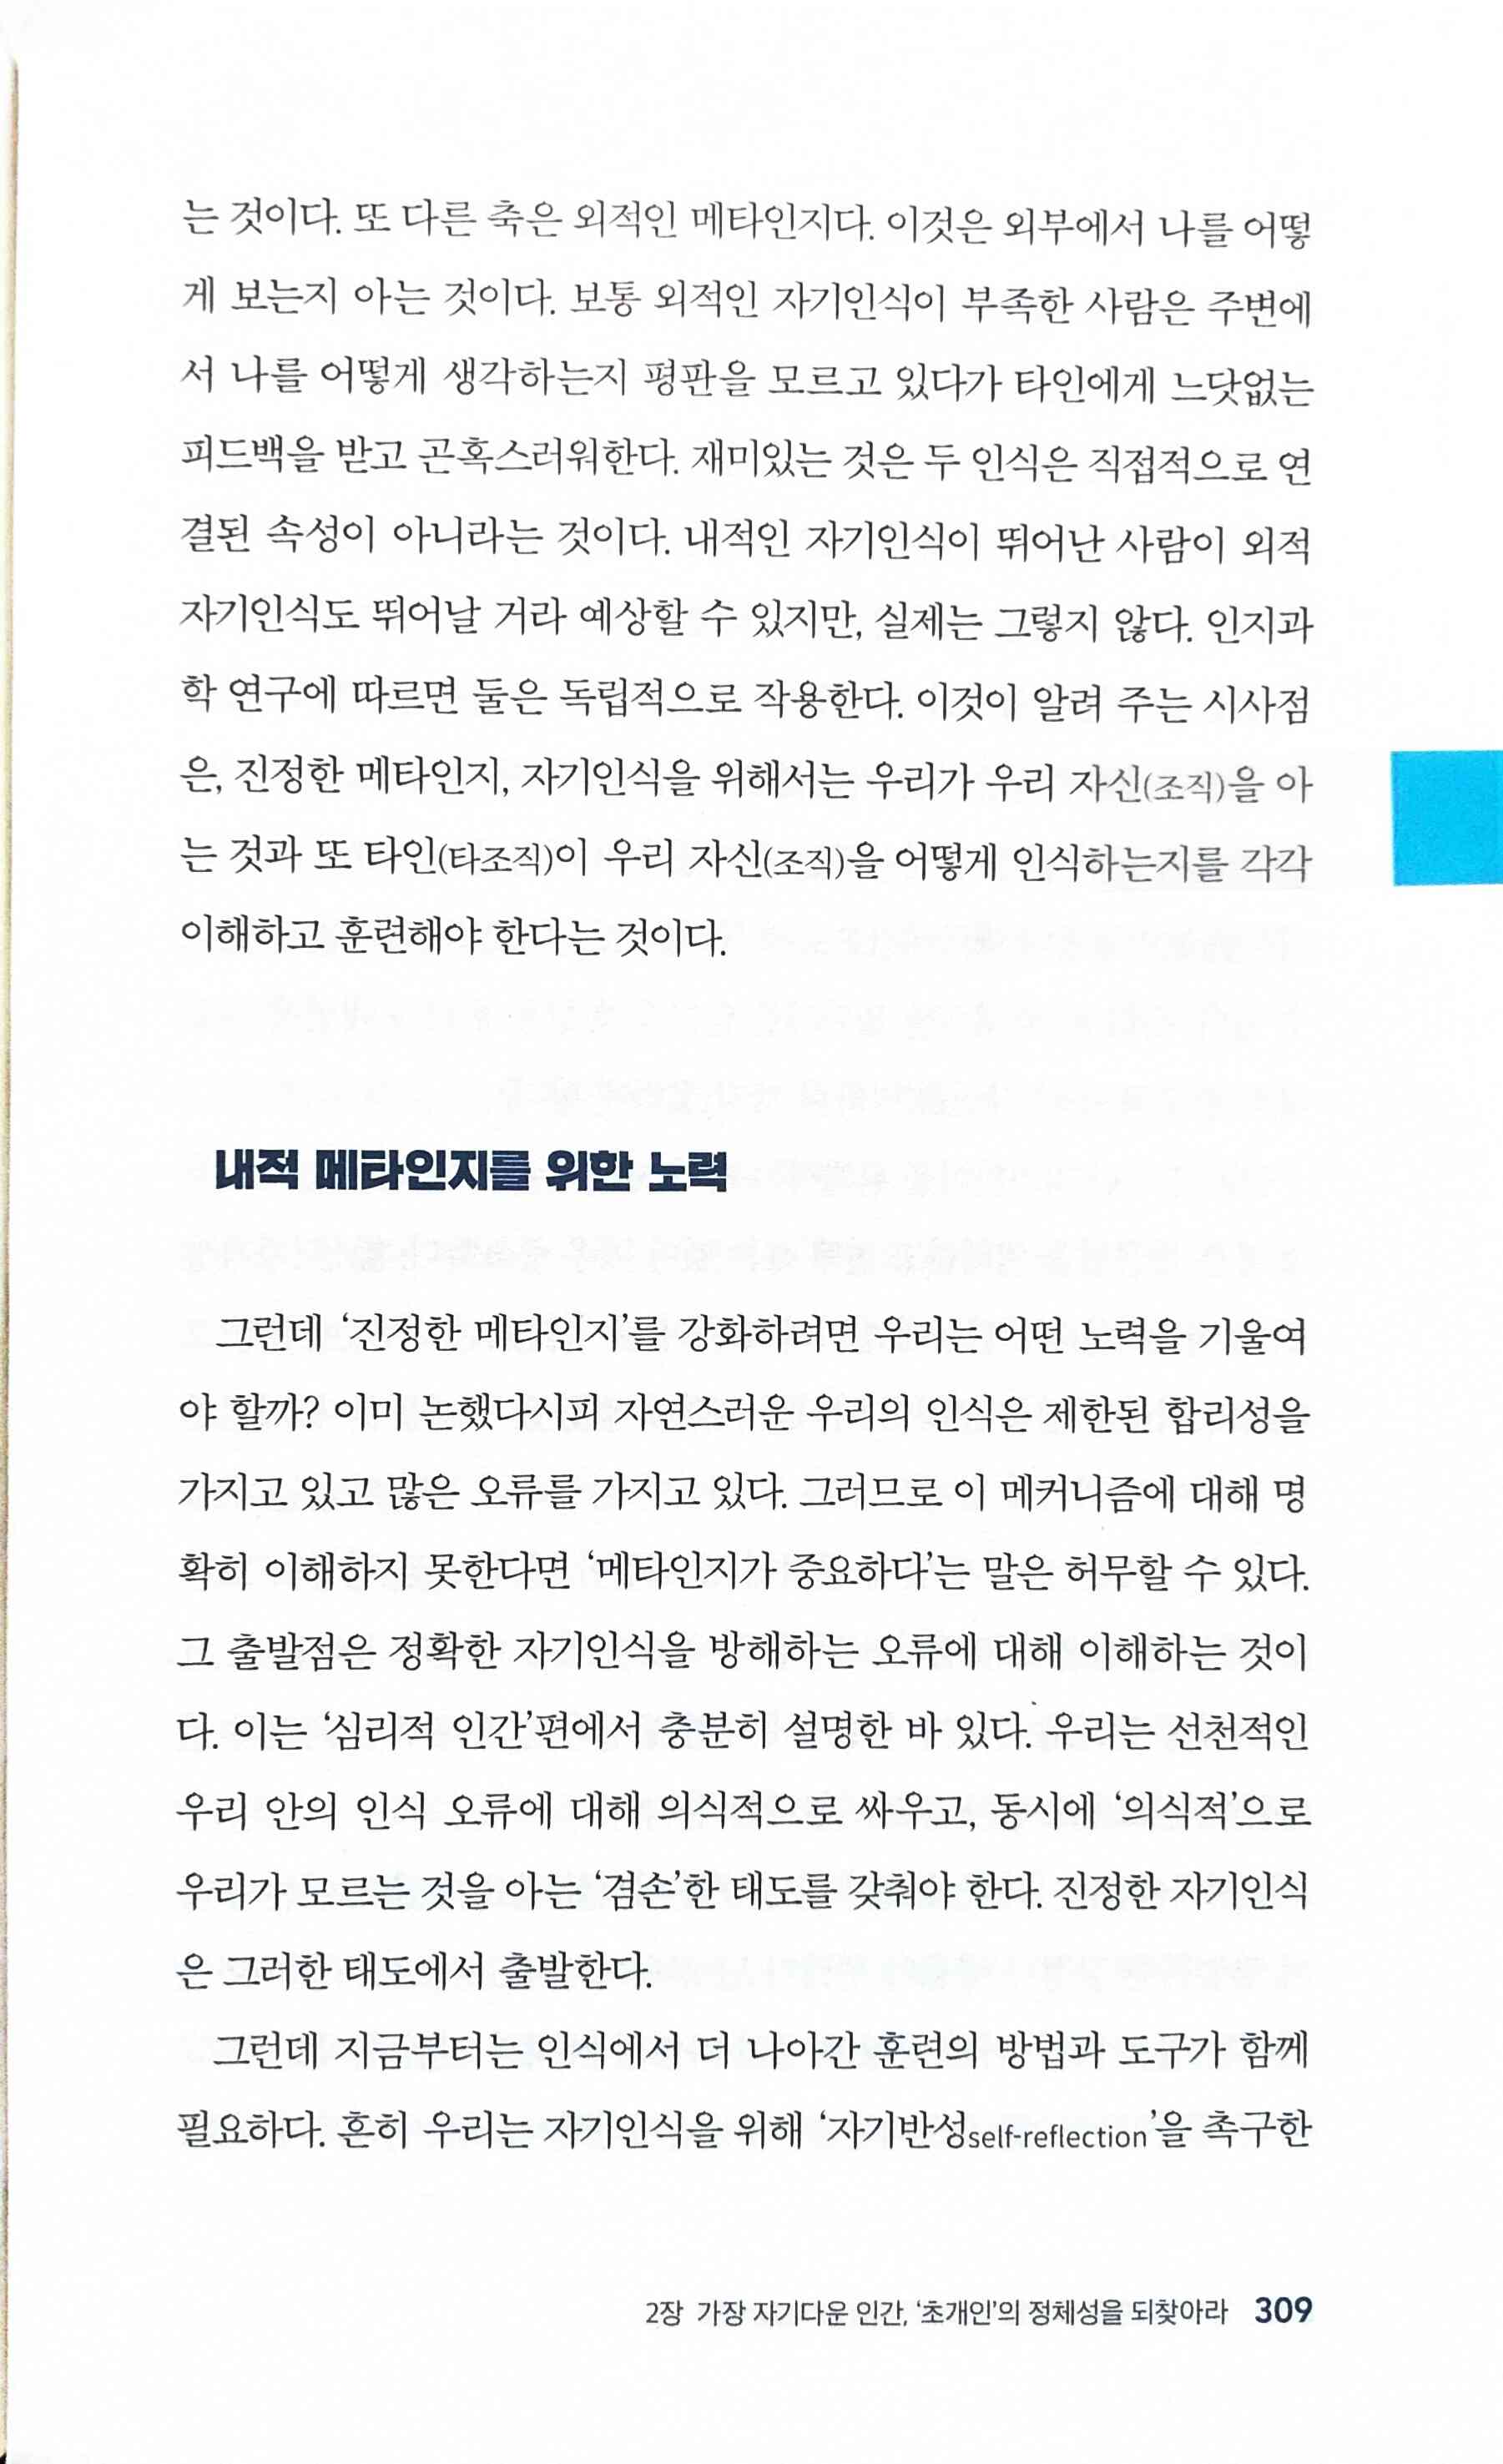 는 것이다. 또 다른 축은 외적인 메타인지다. 이것은 외부에서 나를 어떻
게 보는지 아는 것이다. 보통 외적인 자기인식이 부족한 사람은 주변에
서 나를 어떻게 생각하는지 평판을 모르고 있다가 타인에게 느닷없는
피드백을 받고 곤혹스러워한다. 재미있는 것은 두 인식은 직접적으로 연
결된 속성이 아니라는 것이다. 내적인 자기인식이 뛰어난 사람이 외적
자기인식도 뛰어날 거라 예상할 수 있지만, 실제는 그렇지 않다. 인지과
학 연구에 따르면 둘은 독립적으로 작용한다. 이것이 알려 주는 시사점
은, 진정한 메타인지, 자기인식을 위해서는 우리가 우리 자신(조직)을 아
는 것과 또 타인(타조직)이 우리 자신(조직)을 어떻게 인식하는지를 각각
이해하고 훈련해야 한다는 것이다.
내적 메타인지를 위한 노력
그런데 ‘진정한 메타인지’를 강화하려면 우리는 어떤 노력을 기울여
야 할까? 이미 논했다시피 자연스러운 우리의 인식은 제한된 합리성을
가지고 있고 많은 오류를 가지고 있다. 그러므로 이 메커니즘에 대해 명
확히 이해하지 못한다면 ‘메타인지가 중요하다’는 말은 허무할 수 있다.
그 출발점은 정확한 자기인식을 방해하는 오류에 대해 이해하는 것이
다. 이는 ‘심리적 인간’편에서 충분히 설명한 바 있다. 우리는 선천적인
우리 안의 인식 오류에 대해 의식적으로 싸우고, 동시에 ‘의식적’으로
우리가 모르는 것을 아는 ‘겸손’한 태도를 갖춰야 한다. 진정한 자기인식
은 그러한 태도에서 출발한다.
그런데 지금부터는 인식에서 더 나아간 훈련의 방법과 도구가 함께
필요하다. 흔히 우리는 자기인식을 위해 ‘자기반성self-reflection’을 촉구한
2장 가장 자기다운 인간, ‘초개인’의 정체성을 되찾아라 309